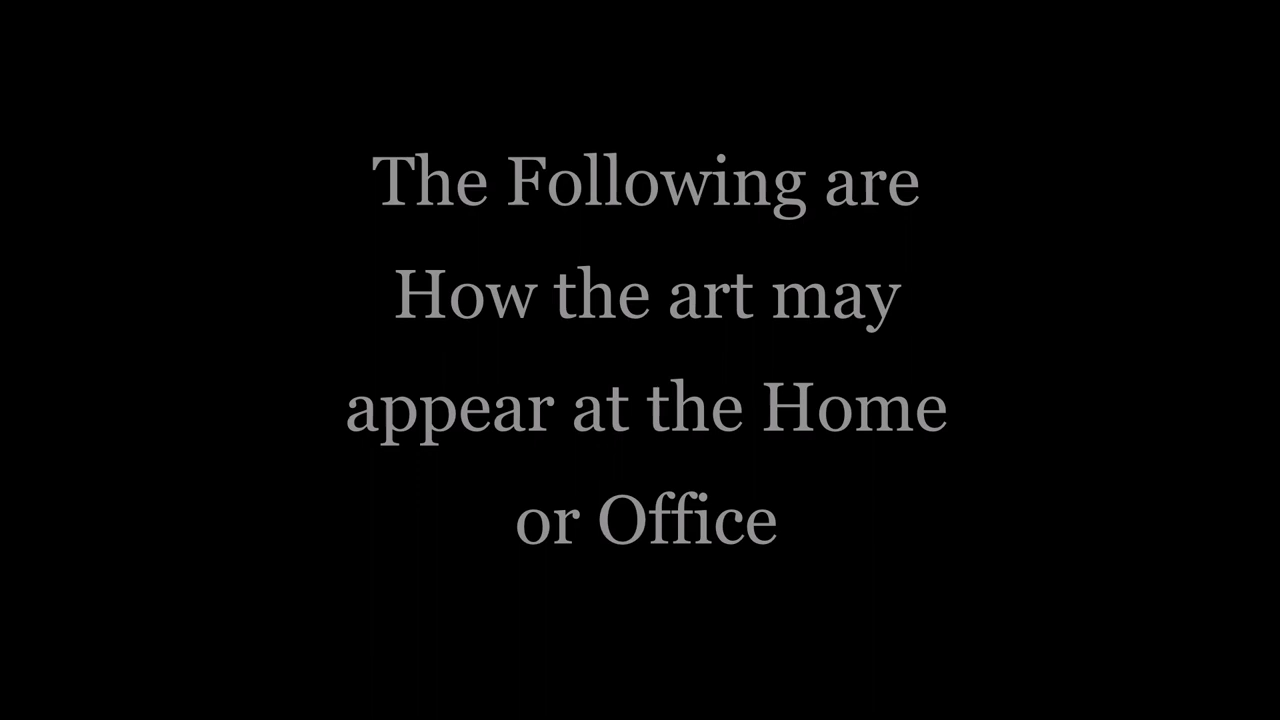 The Following are
How the art may
appear at the Home
or Office